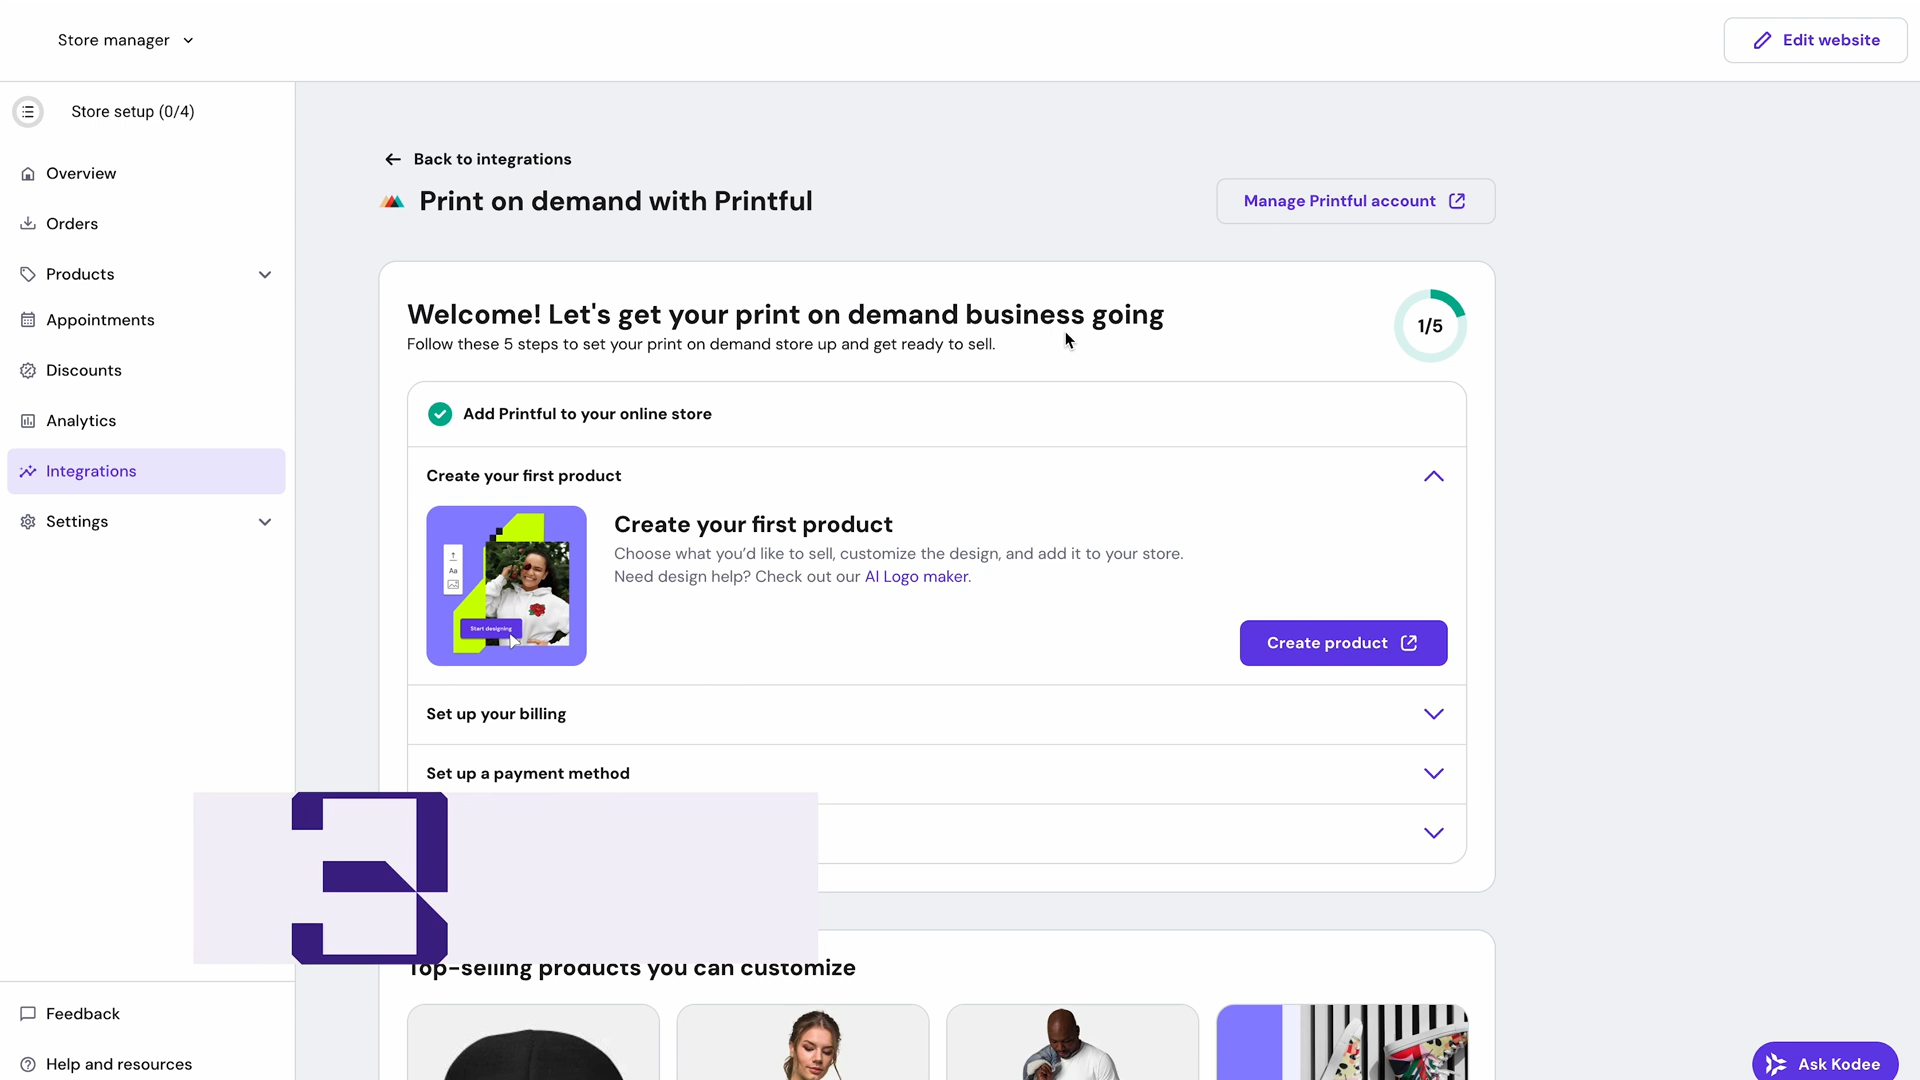 Store manager
Edit website
Store setup (0/4)
Overview
Orders
Products
Appointments
Discounts
Analytics
Integrations
Settings
Feedback
Help and resources
Back to integrations
Print on demand with Printful
Manage Printful account
Welcome! Let's get your print on demand business going
Follow these 5 steps to set your print on demand store up and get ready to sell.
1/5
Add Printful to your online store
Create your first product
Aa
Start designing
Create your first product
Choose what you’d like to sell, customize the design, and add it to your store.
Need design help? Check out our AI Logo maker.
Create product
Set up your billing
Set up a payment method
3
Top-selling products you can customize
Ask Kodee